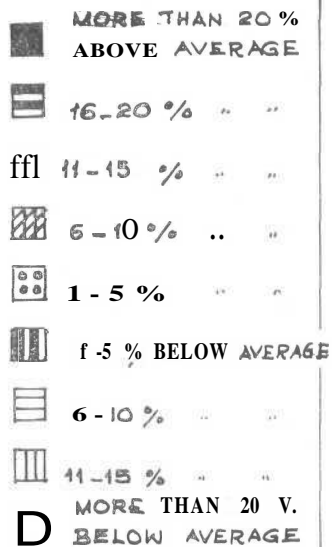 MORE THAN 20 %
ABOVE AVERAGE
16-20 % " "
ffl 11-15 % " "
6-10 % .. "
1 - 5 % " "
f -5 % BELOW AVERAGE
6-10 % " "
11-15 % " "
MORE THAN 20 V.
D BELOW AVERAGE